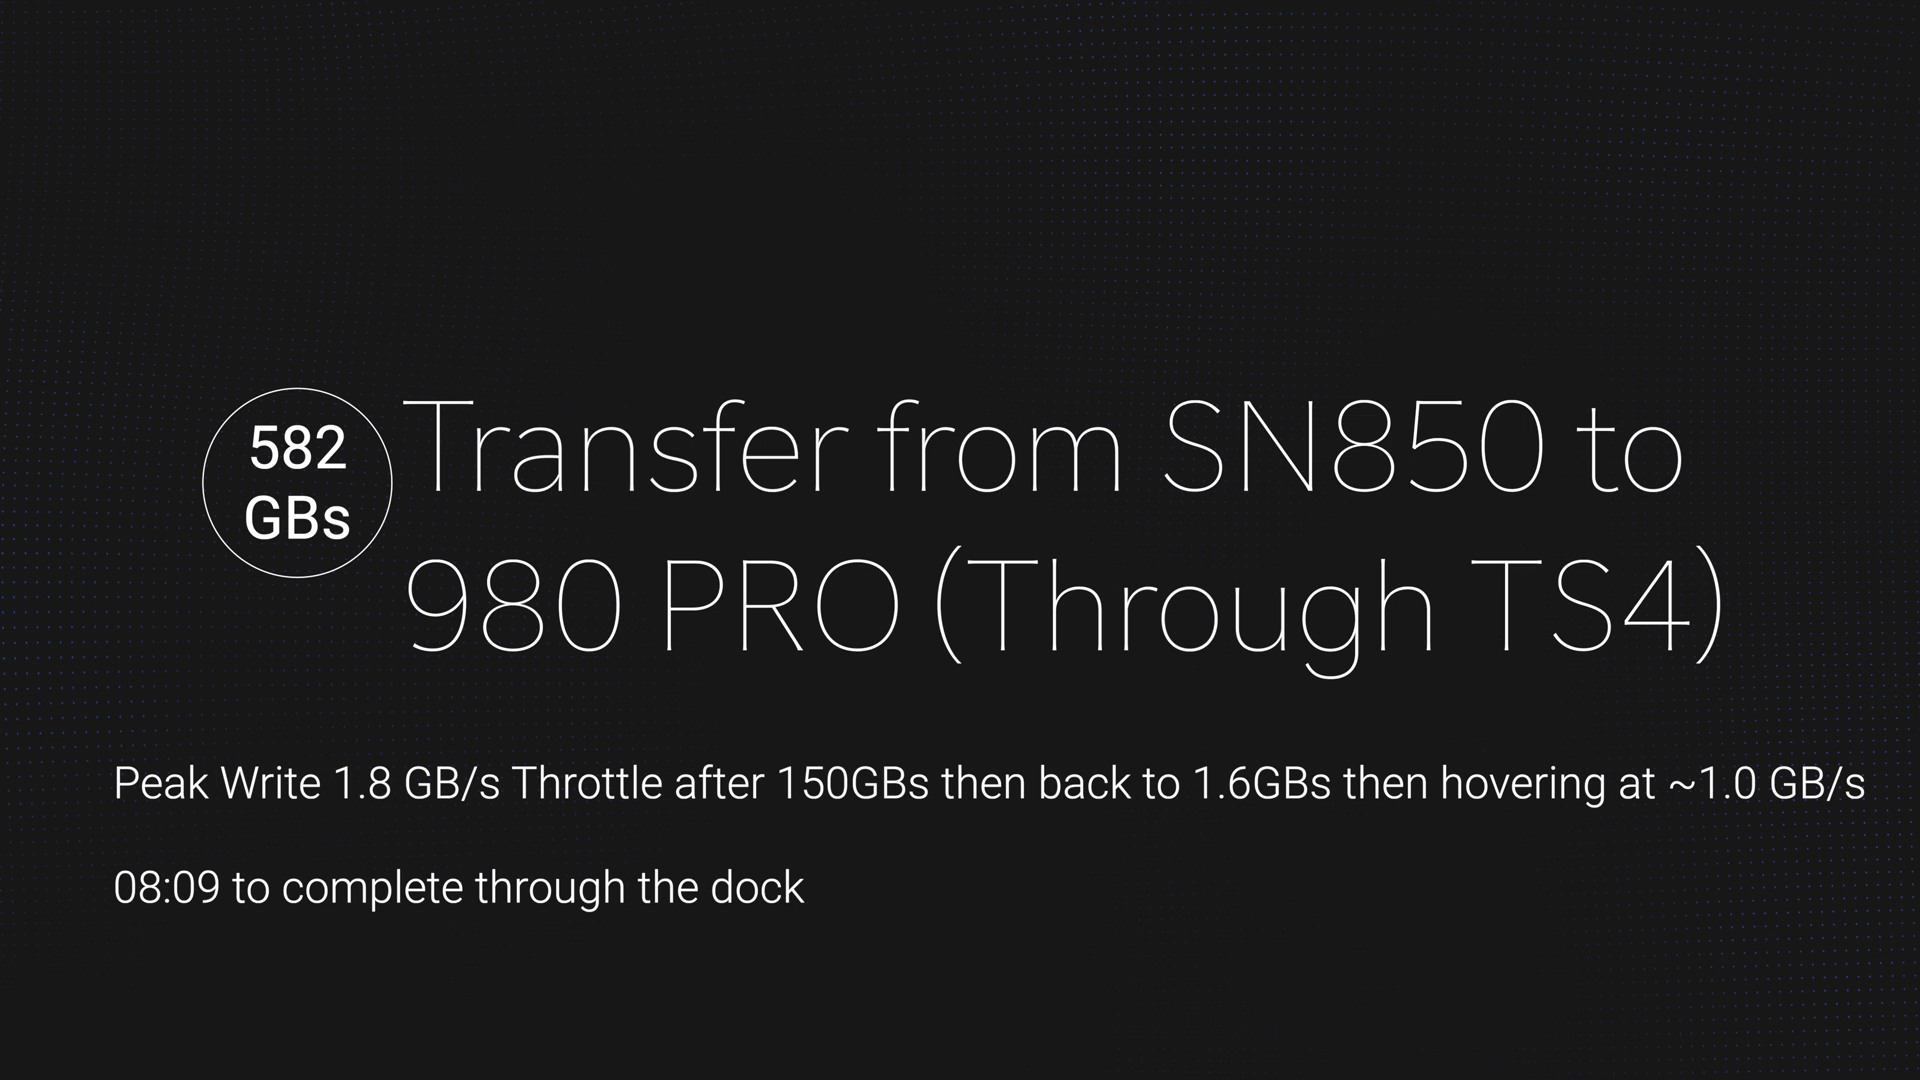 582
GBs
Transfer from SN850 to
980 PRO (Through TS4)
Peak Write 1.8 GB/s Throttle after 150GBs then back to 1.6GBs then hovering at ~1.0 GB/s
08:09 to complete through the dock